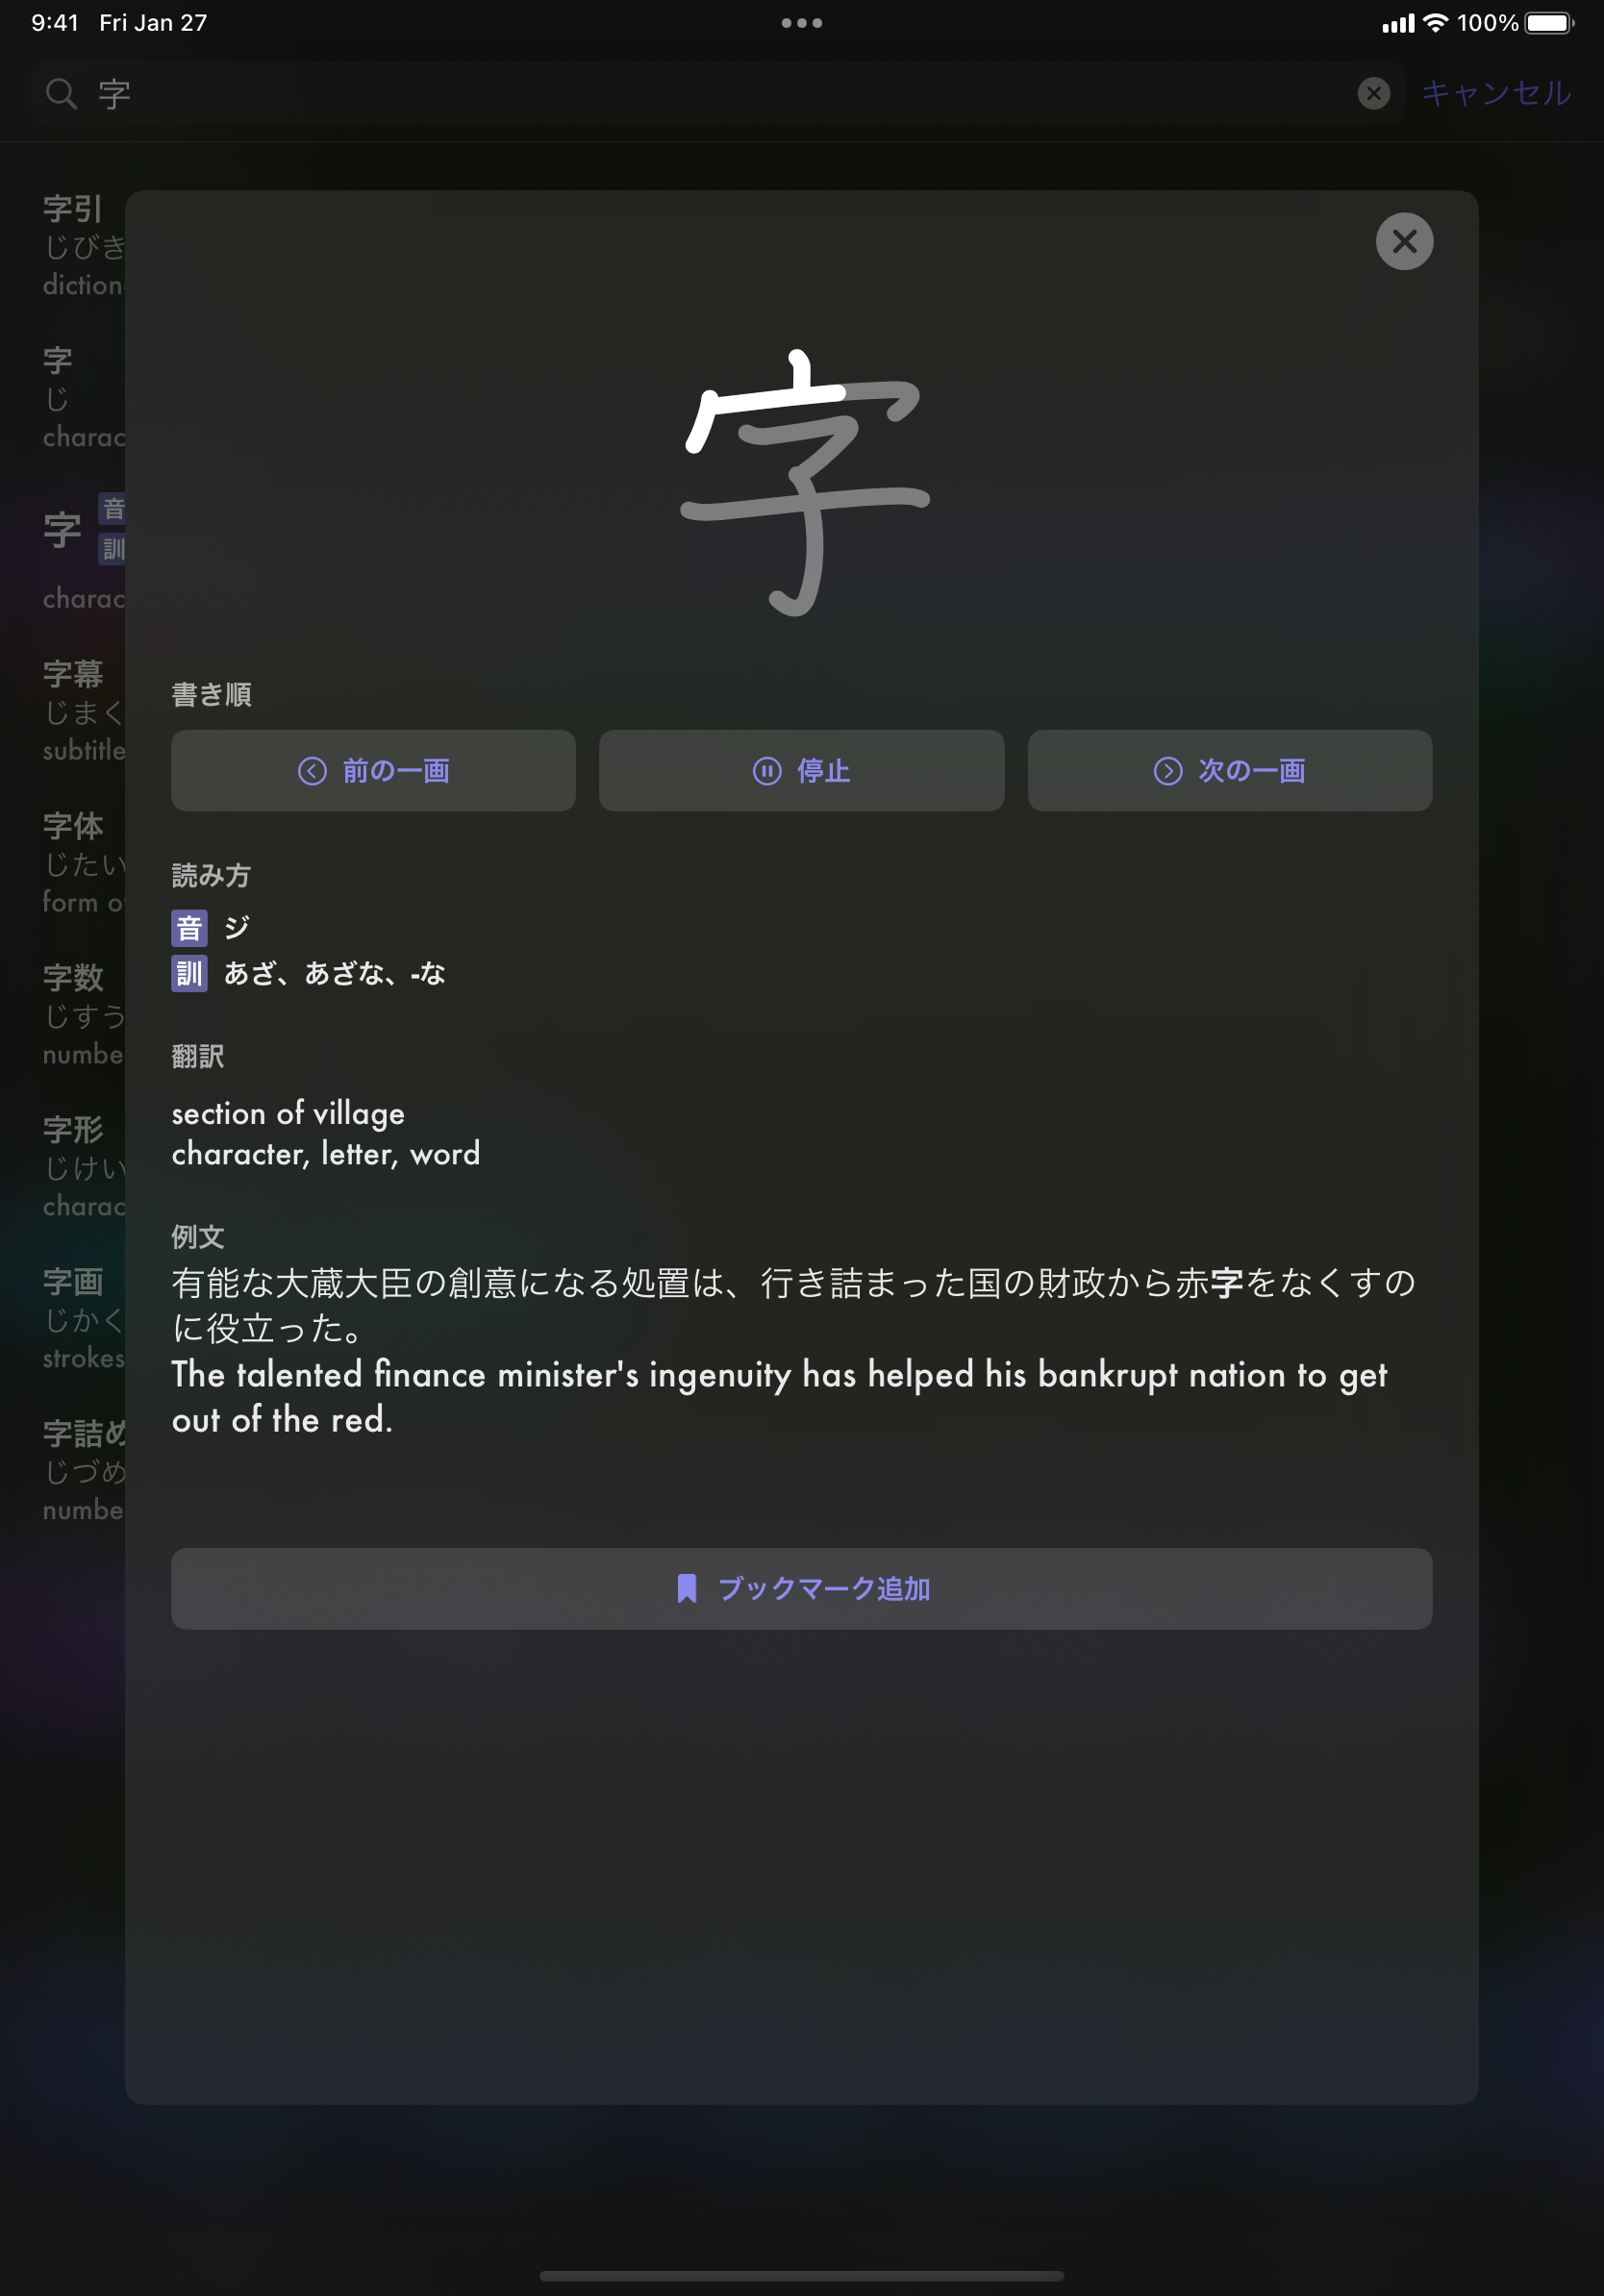 9:41 Fri Jan 27 100%
字 キャンセル
字引
じびき
diction
字
じ
charac
字 音
訓
charac
字幕
じまく
subtitle
字体
じたい
form o
字数
じすう
numbe
字形
じけい
charac
字画
じかく
strokes
字詰め
じづめ
numbe
字
書き順
前の一画 停止 次の一画
読み方
音 ジ
訓 あざ、あざな、-な
翻訳
section of village
character, letter, word
例文
有能な大蔵大臣の創意になる処置は、行き詰まった国の財政から赤字をなくすの
に役立った。
The talented finance minister's ingenuity has helped his bankrupt nation to get
out of the red.
ブックマーク追加